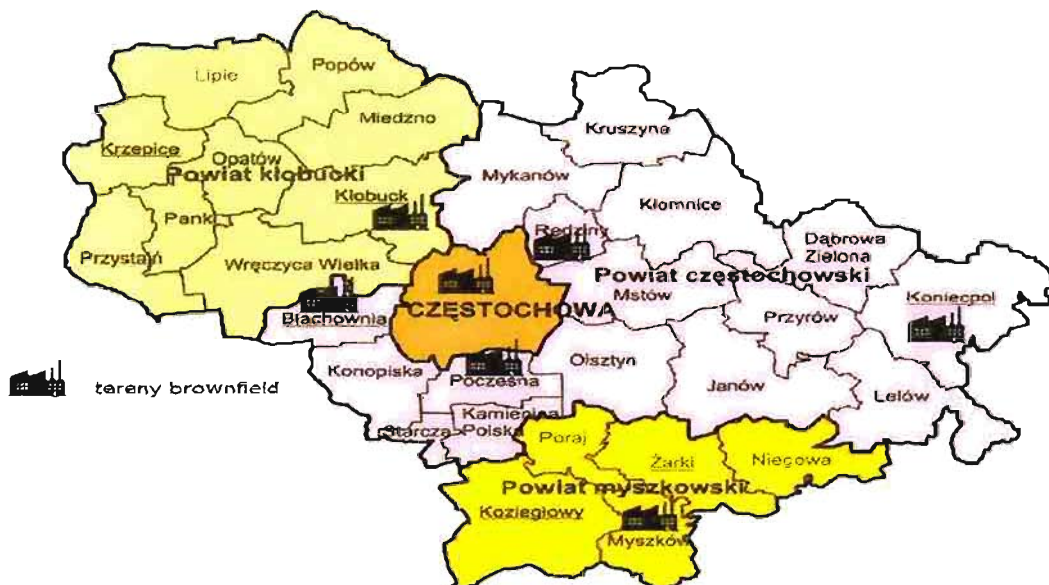 Lipie
Popów
Miedzno
Krzepice
Opatów
Powiat kłobucki
Kłobuck
Panki
Przystajń
Wręczyca Wielka
Kruszyna
Mykanów
Kłomnice
Rędziny
Dąbrowa
Zielona
Powiat częstochowski
Mstów
Koniecpol
Przyrów
CZĘSTOCHOWA
Blachownia
Konopiska
Poczesna
Olsztyn
Janów
Lelów
Kamienica
Polska
Starcza
Poraj
Żarki
Niegowa
Powiat myszkowski
Koziegłowy
Myszków
tereny brownfield